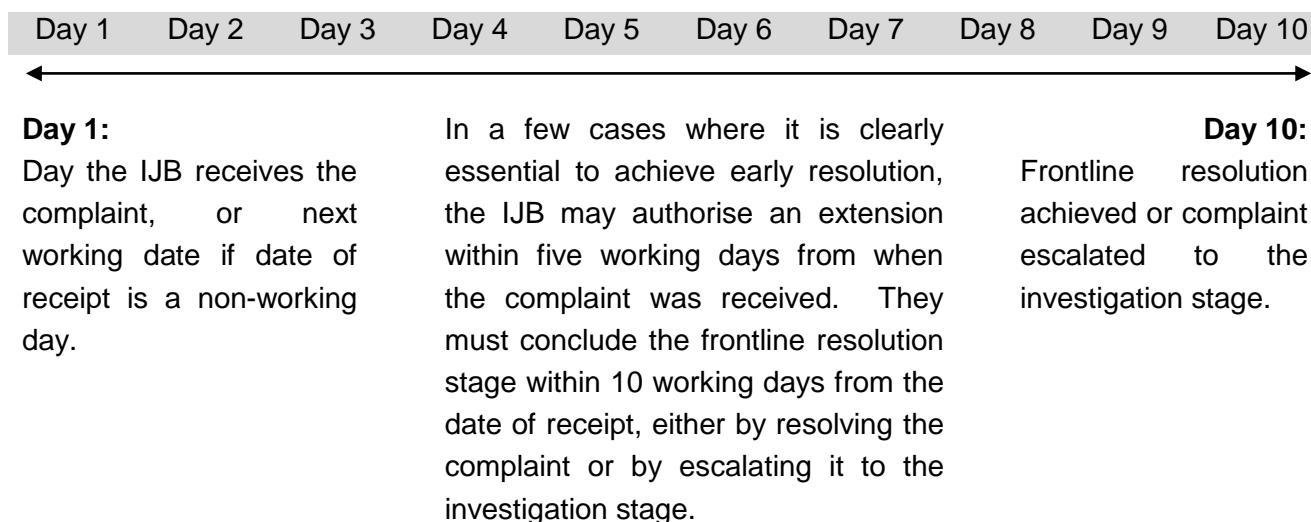 Day 1 Day 2 Day 3 Day 4 Day 5 Day 6 Day 7 Day 8 Day 9 Day 10
Day 1:
Day the IJB receives the
complaint, or next
working date if date of
receipt is a non-working
day.
In a few cases where it is clearly
essential to achieve early resolution,
the IJB may authorise an extension
within five working days from when
the complaint was received. They
must conclude the frontline resolution
stage within 10 working days from the
date of receipt, either by resolving the
complaint or by escalating it to the
investigation stage.
Day 10:
Frontline resolution
achieved or complaint
escalated to the
investigation stage.